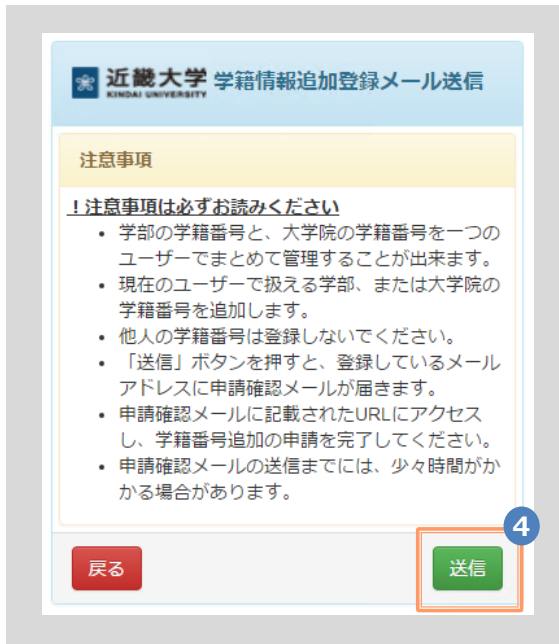 近畿大学 学籍情報追加登録メール送信
KINDAI UNIVERSITY
注意事項
!注意事項は必ずお読みください
• 学部の学籍番号と、大学院の学籍番号を一つの
ユーザーでまとめて管理することが出来ます。
• 現在のユーザーで扱える学部、または大学院の
学籍番号を追加します。
• 他人の学籍番号は登録しないでください。
• 「送信」ボタンを押すと、登録しているメール
アドレスに申請確認メールが届きます。
• 申請確認メールに記載されたURLにアクセス
し、学籍番号追加の申請を完了してください。
• 申請確認メールの送信までには、少々時間がか
かる場合があります。
4
戻る
送信